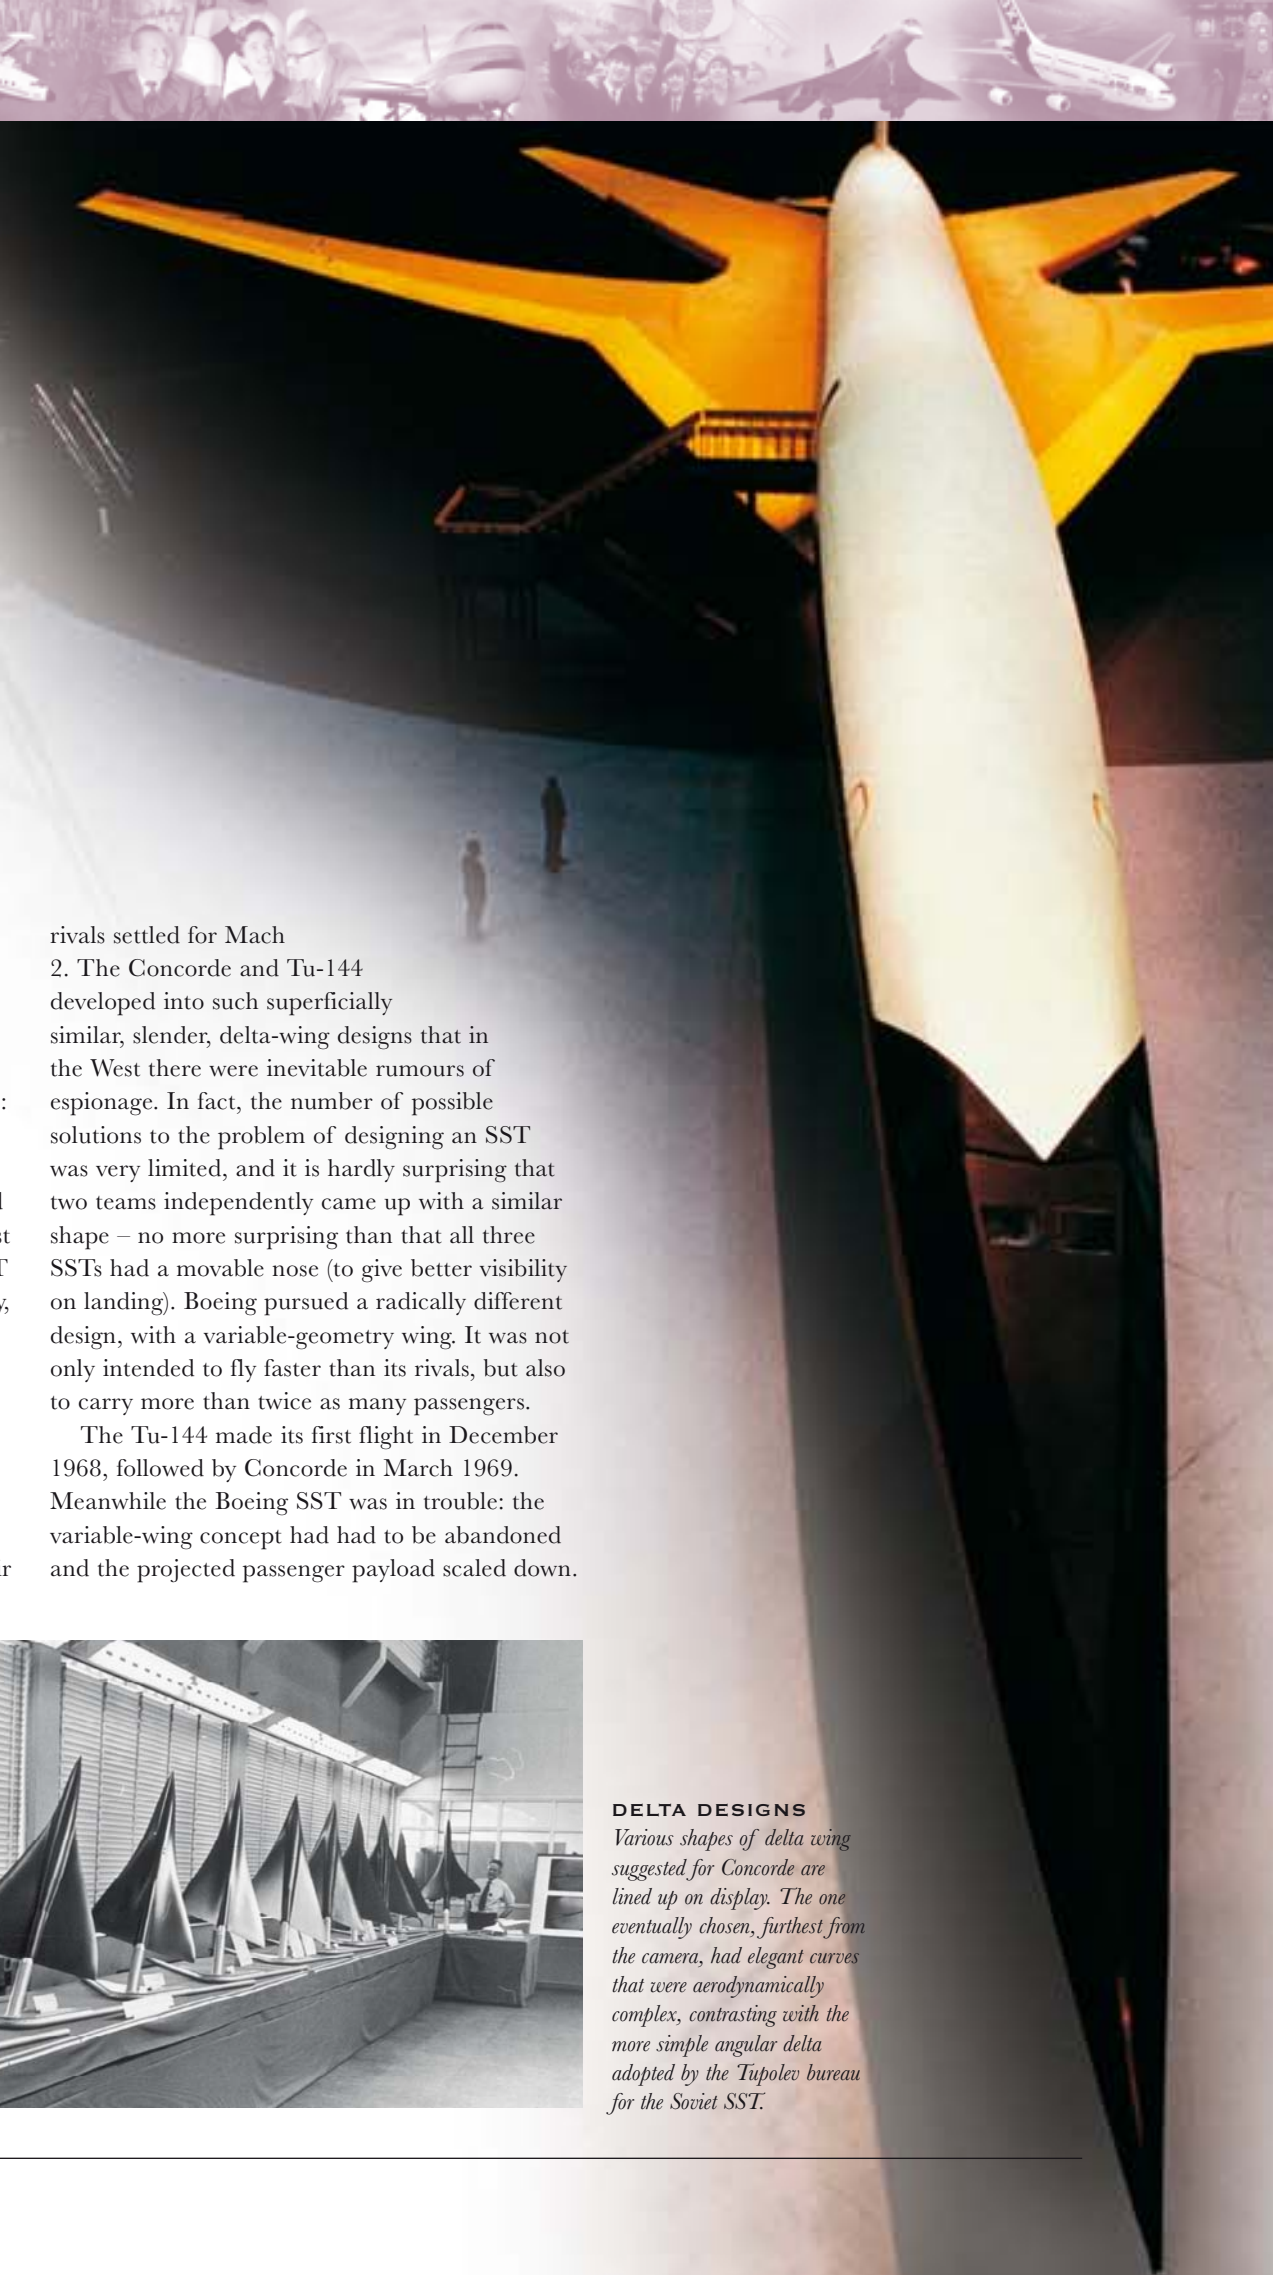 rivals settled for Mach
2. The Concorde and Tu-144
developed into such superficially
similar, slender, delta-wing designs that in
the West there were inevitable rumours of
espionage. In fact, the number of possible
solutions to the problem of designing an SST
was very limited, and it is hardly surprising that
two teams independently came up with a similar
shape – no more surprising than that all three
SSTs had a movable nose (to give better visibility
on landing). Boeing pursued a radically different
design, with a variable-geometry wing. It was not
only intended to fly faster than its rivals, but also
to carry more than twice as many passengers.
The Tu-144 made its first flight in December
1968, followed by Concorde in March 1969.
Meanwhile the Boeing SST was in trouble: the
variable-wing concept had had to be abandoned
and the projected passenger payload scaled down.
DELTA DESIGNS
Various shapes of delta wing
suggested for Concorde are
lined up on display. The one
eventually chosen, furthest from
the camera, had elegant curves
that were aerodynamically
complex, contrasting with the
more simple angular delta
adopted by the Tupolev bureau
for the Soviet SST.